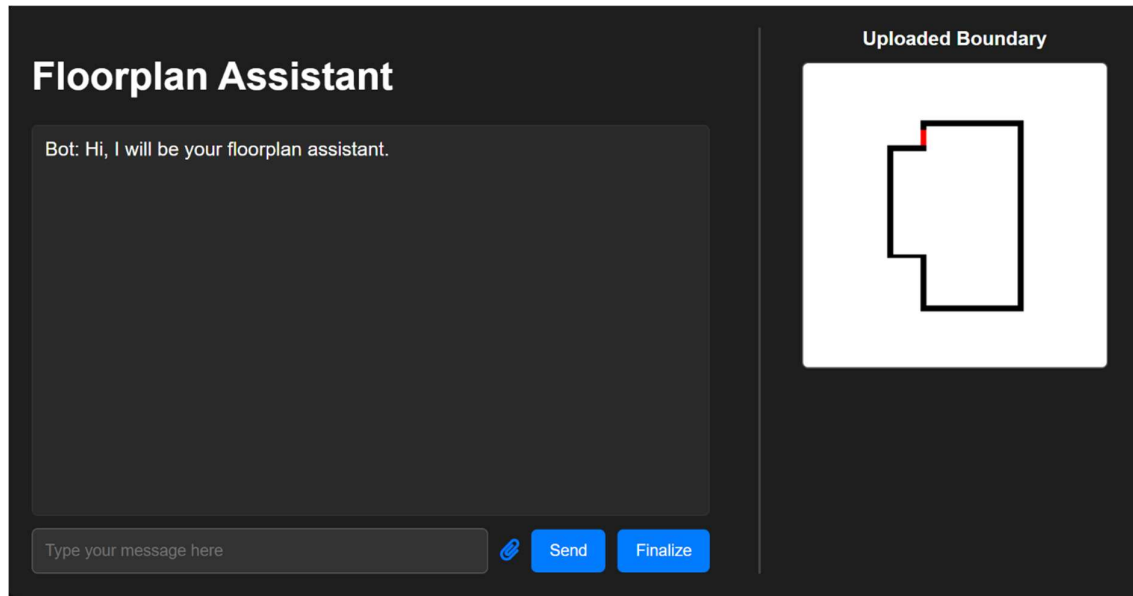 Floorplan Assistant
Bot: Hi, I will be your floorplan assistant.
Type your message here
Send
Finalize
Uploaded Boundary